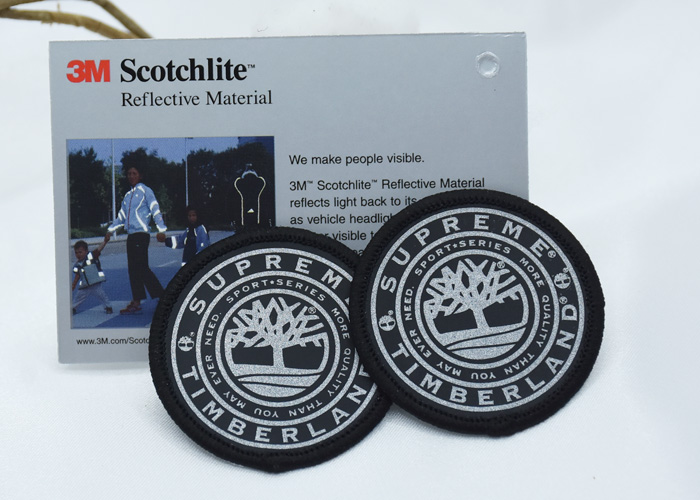 3M Scotchlite™
Reflective Material
We make people visible.
3M™ Scotchlite™ Reflective Material
reflects light back to its
as vehicle headlig
visible t
www.3M.com/Scotc
SUPREME
SPORT•SERIES MORE QUALITY THAN YOU MAY EVER NEED.
®
TIMBERLAND
SUPREME®
SPORT•SERIES MORE QUALITY THAN YOU MAY EVER NEED.
®
TIMBERLAND®